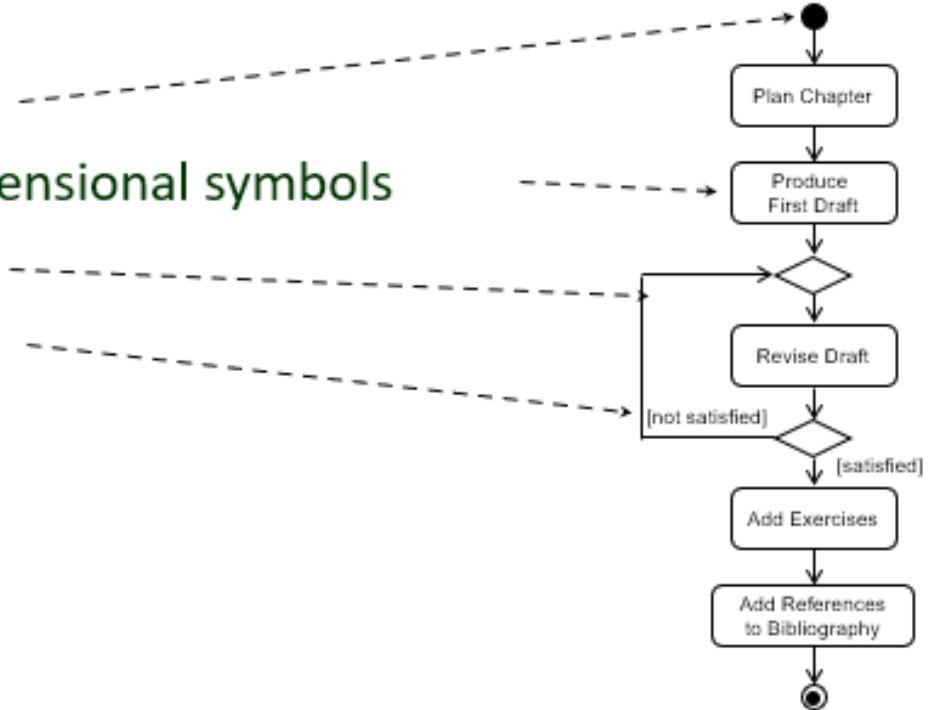 Plan Chapter
ensional symbols
Produce
First Draft
Revise Draft
[not satisfied]
[satisfied]
Add Exercises
Add References
to Bibliography